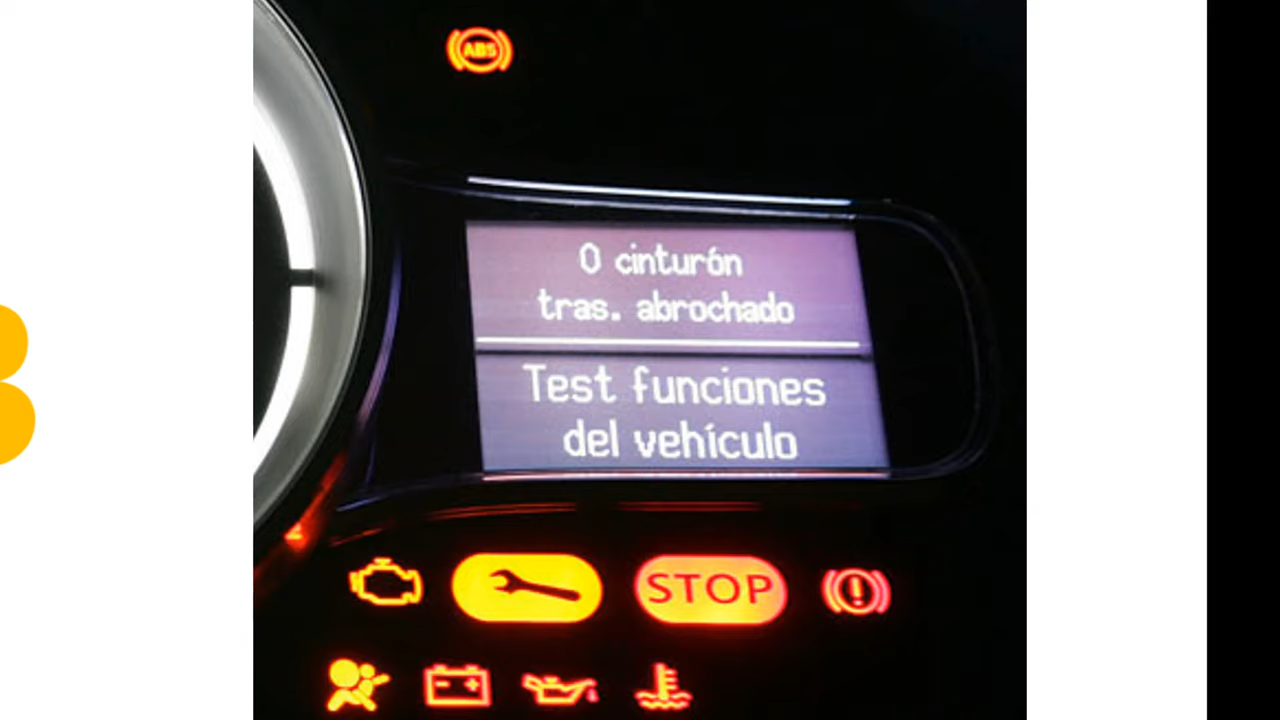 ABS
0 cinturón
tras. abrochado
Test funciones
del vehículo
STOP